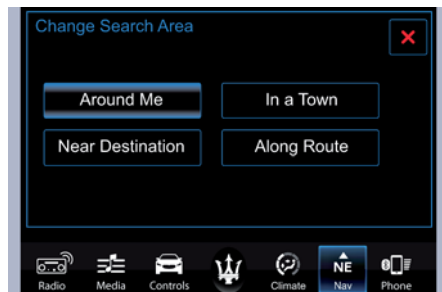 Change Search Area
Around Me
In a Town
Near Destination
Along Route
NE
Radio
Media
Controls
Climate
Nav
Phone